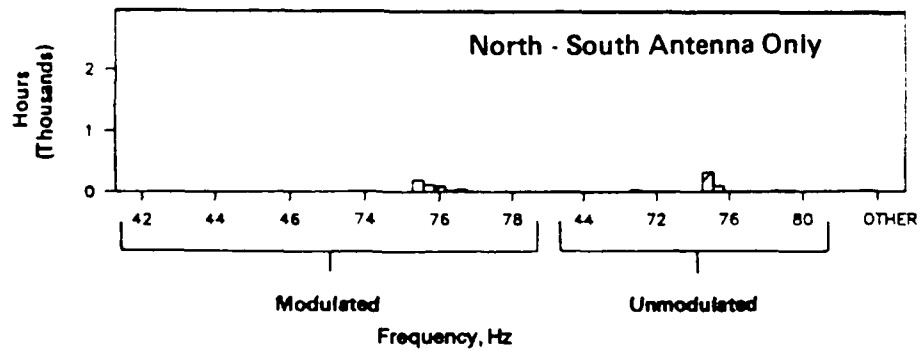 North - South Antenna Only
Hours
(Thousands)
2
1
0
42 44 46 74 76 78 44 72 76 80 OTHER
Modulated Unmodulated
Frequency, Hz